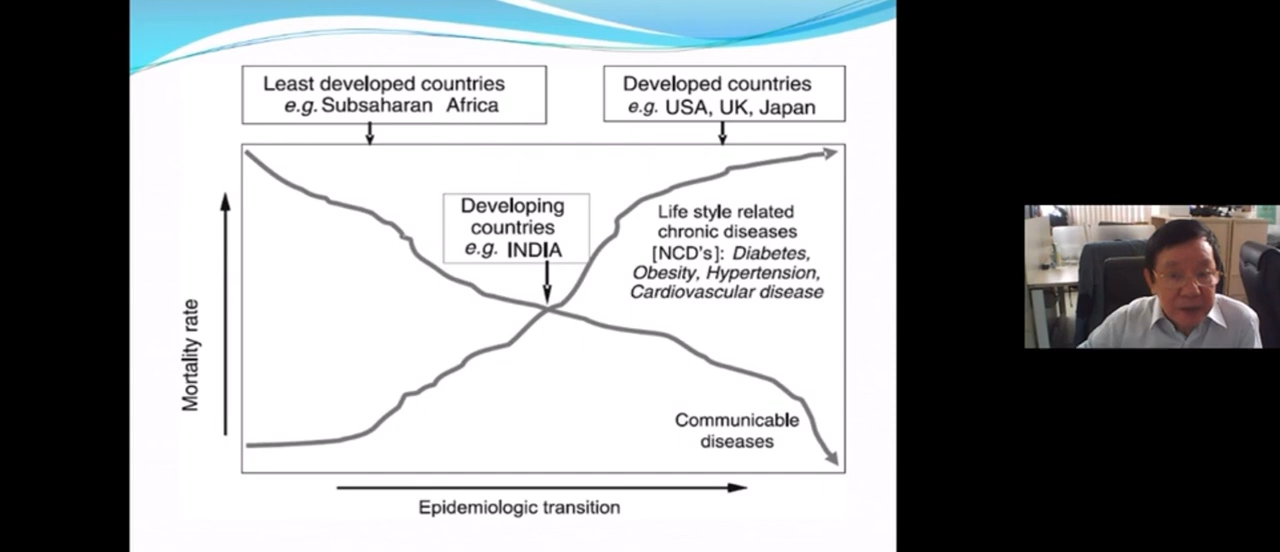 Least developed countries
e.g. Subsaharan Africa
Developed countries
e.g. USA, UK, Japan
Developing
countries
e.g. INDIA
Life style related
chronic diseases
[NCD's]: Diabetes,
Obesity, Hypertension,
Cardiovascular disease
Mortality rate
Communicable
diseases
Epidemiologic transition